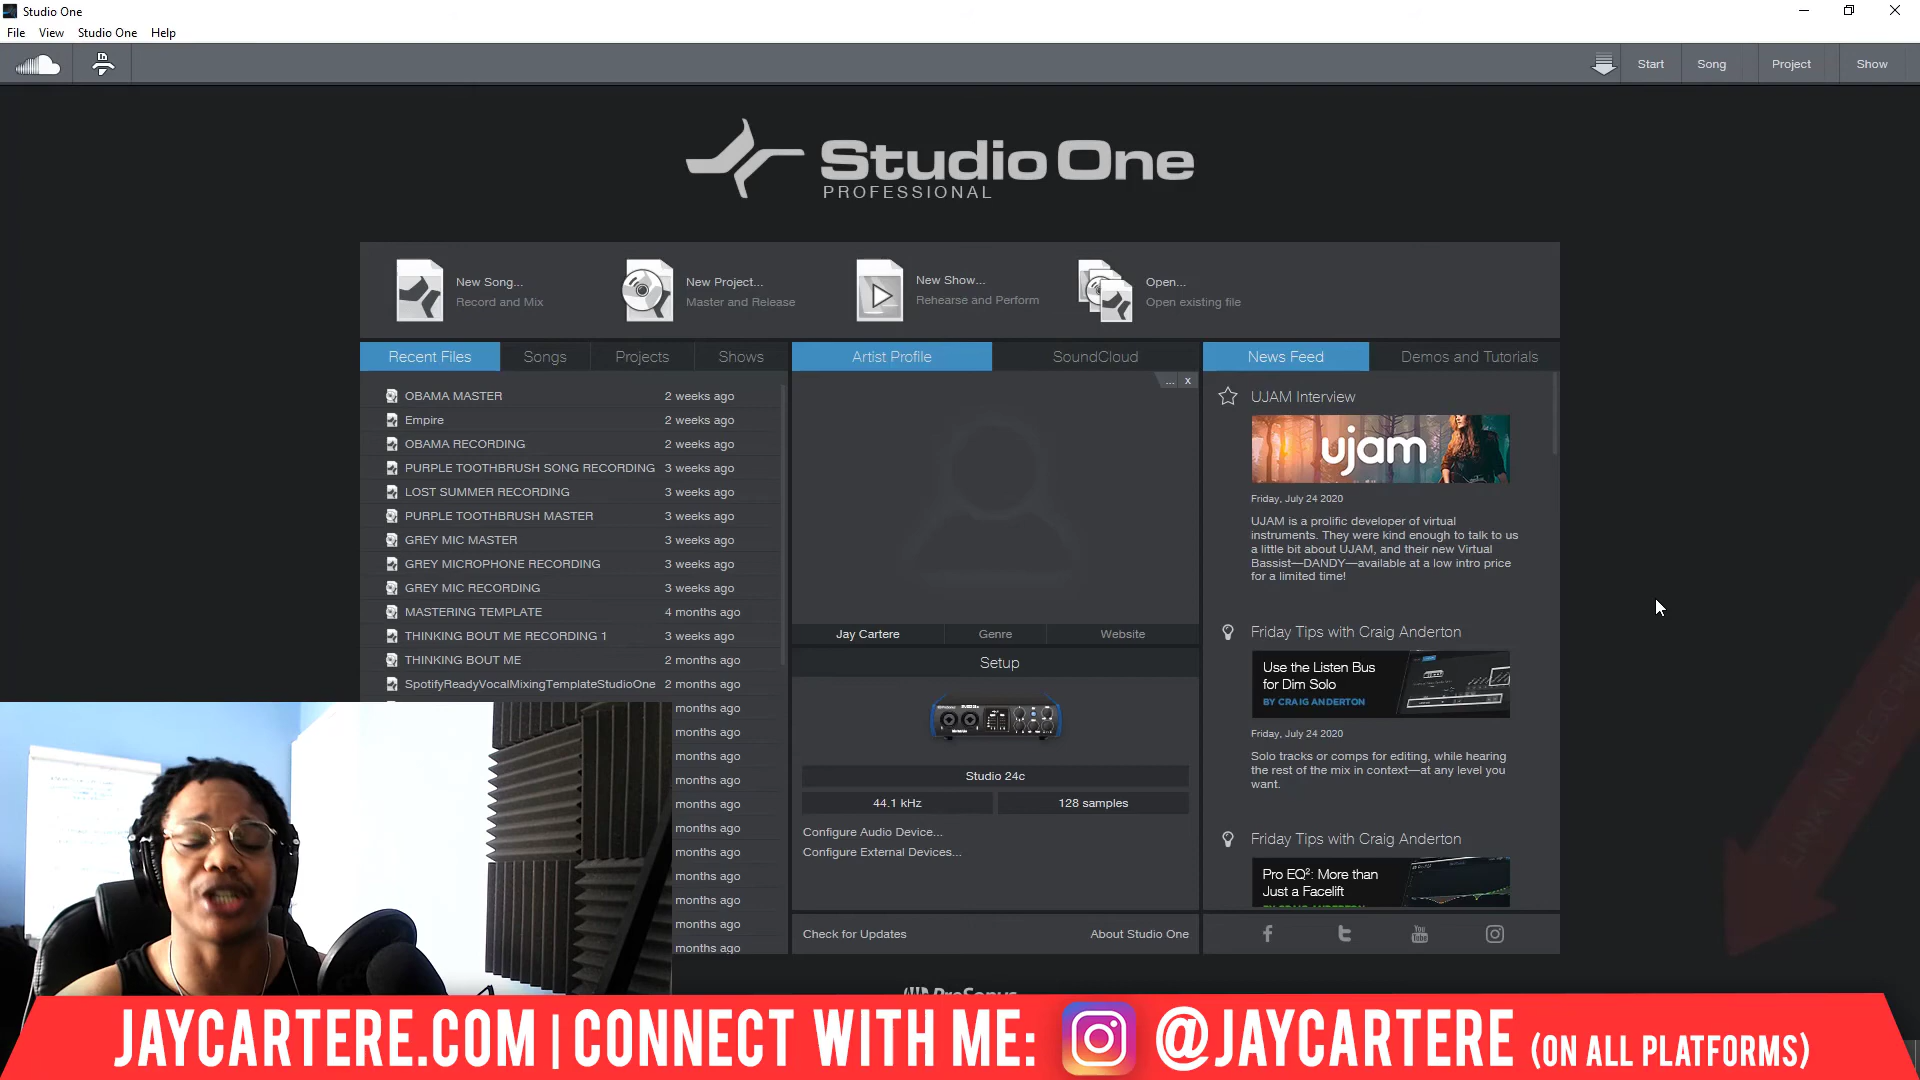 Studio One
File View Studio One Help
Start Song Project Show
Studio One
PROFESSIONAL
New Song...
Record and Mix
New Project...
Master and Release
New Show...
Rehearse and Perform
Open...
Open existing file
Recent Files Songs Projects Shows
OBAMA MASTER 2 weeks ago
Empire 2 weeks ago
OBAMA RECORDING 2 weeks ago
PURPLE TOOTHBRUSH SONG RECORDING 3 weeks ago
LOST SUMMER RECORDING 3 weeks ago
PURPLE TOOTHBRUSH MASTER 3 weeks ago
GREY MIC MASTER 3 weeks ago
GREY MICROPHONE RECORDING 3 weeks ago
GREY MIC RECORDING 3 weeks ago
MASTERING TEMPLATE 4 months ago
THINKING BOUT ME RECORDING 1 3 weeks ago
THINKING BOUT ME 2 months ago
SpotifyReadyVocalMixingTemplateStudioOne 2 months ago
months ago
months ago
months ago
months ago
months ago
months ago
months ago
months ago
months ago
months ago
months ago
Artist Profile SoundCloud
... x
Jay Cartere Genre Website
Setup
Studio 24c
44.1 kHz 128 samples
Configure Audio Device...
Configure External Devices...
Check for Updates About Studio One
News Feed Demos and Tutorials
UJAM Interview
ujam
Friday, July 24 2020
UJAM is a prolific developer of virtual
instruments. They were kind enough to talk to us
a little bit about UJAM, and their new Virtual
Bassist—DANDY—available at a low intro price
for a limited time!
Friday Tips with Craig Anderton
Use the Listen Bus
for Dim Solo
BY CRAIG ANDERTON
Friday, July 24 2020
Solo tracks or comps for editing, while hearing
the rest of the mix in context—at any level you
want.
Friday Tips with Craig Anderton
Pro EQ²: More than
Just a Facelift
BY CRAIG ANDERTON
You Tube
PreSonus
LINK IN DESCRIPT
JAYCARTERE.COM | CONNECT WITH ME: @JAYCARTERE (ON ALL PLATFORMS)